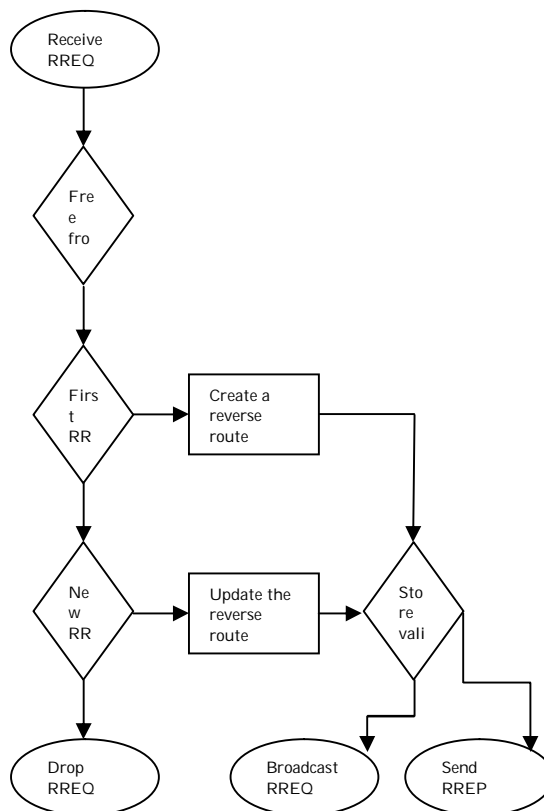 Receive
RREQ
Fre
e
fro
Firs
t
RR
Create a
reverse
route
Ne
w
RR
Update the
reverse
route
Sto
re
vali
Drop
RREQ
Broadcast
RREQ
Send
RREP